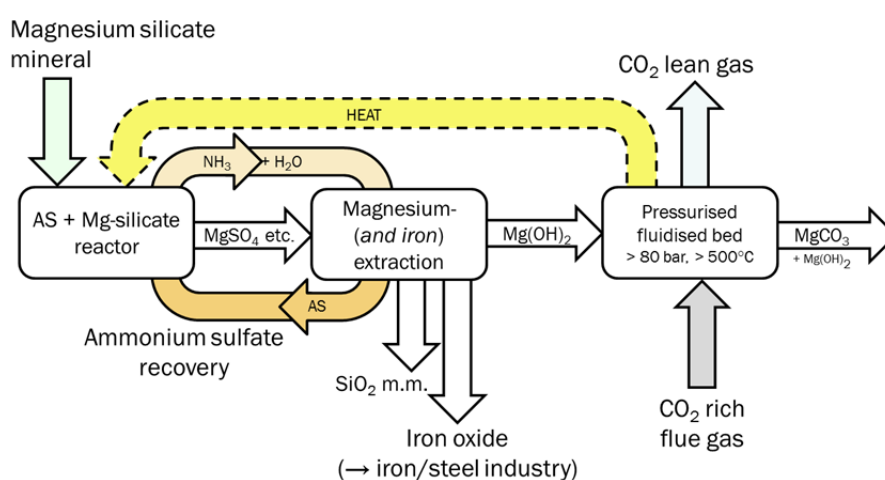 Magnesium silicate
mineral
CO₂ lean gas
HEAT
NH₃ + H₂O
AS + Mg-silicate
reactor
MgSO₄ etc.
Magnesium-
(and iron)
extraction
Mg(OH)₂
Pressurised
fluidised bed
> 80 bar, > 500°C
MgCO₃
+ Mg(OH)₂
AS
Ammonium sulfate
recovery
SiO₂ m.m.
Iron oxide
(→ iron/steel industry)
CO₂ rich
flue gas